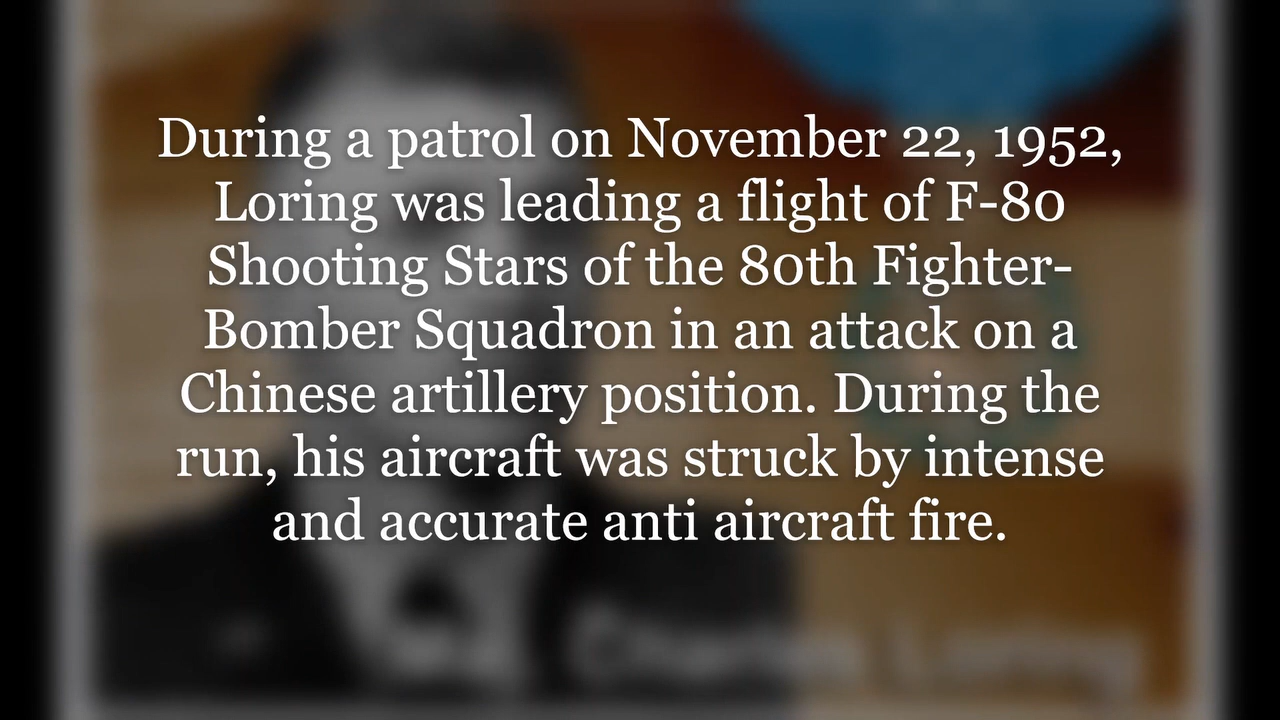 During a patrol on November 22, 1952,
Loring was leading a flight of F-80
Shooting Stars of the 80th Fighter-
Bomber Squadron in an attack on a
Chinese artillery position. During the
run, his aircraft was struck by intense
and accurate anti aircraft fire.
Charles Loring